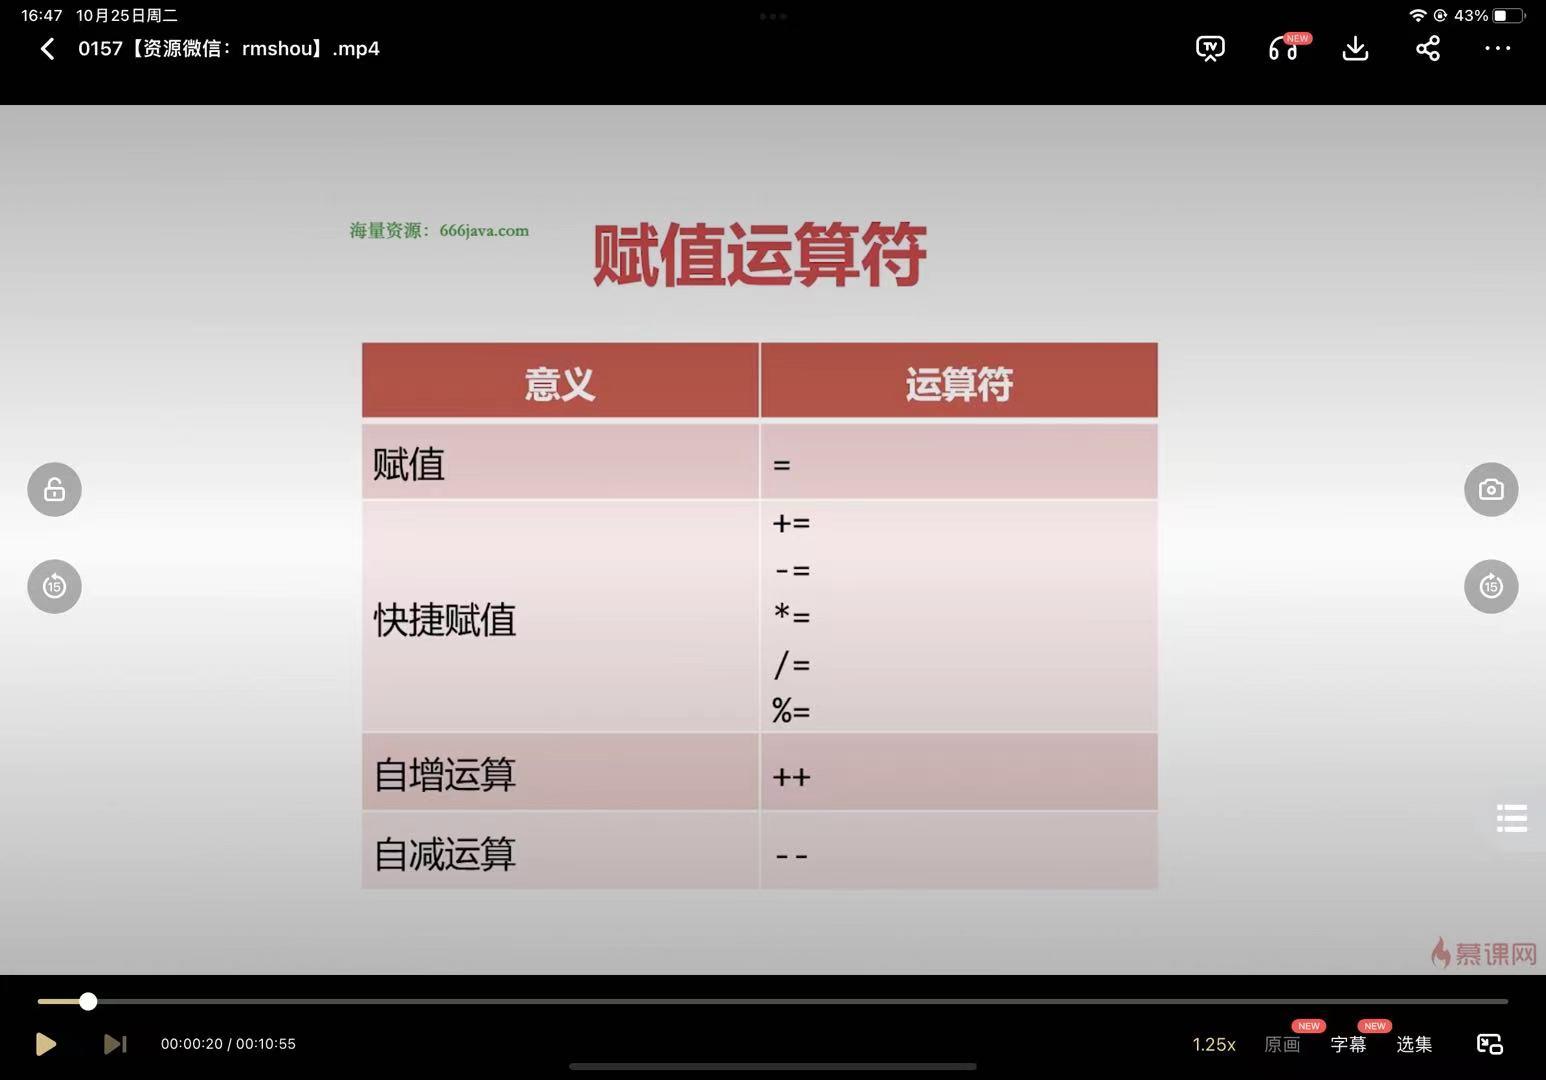 16:47 10月25日周二
43%
0157【资源微信：rmshou】.mp4
TV
NEW
海量资源：666java.com
赋值运算符
意义 运算符
赋值 =
快捷赋值
+=
-=
*=
/=
%=
自增运算 ++
自减运算 --
15
15
慕课网
00:00:20 / 00:10:55
1.25x
原画 NEW
字幕 NEW
选集